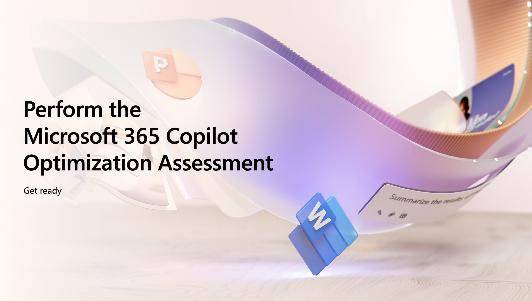 P
Perform the
Microsoft 365 Copilot
Optimization Assessment
Get ready
Summarize the results
W